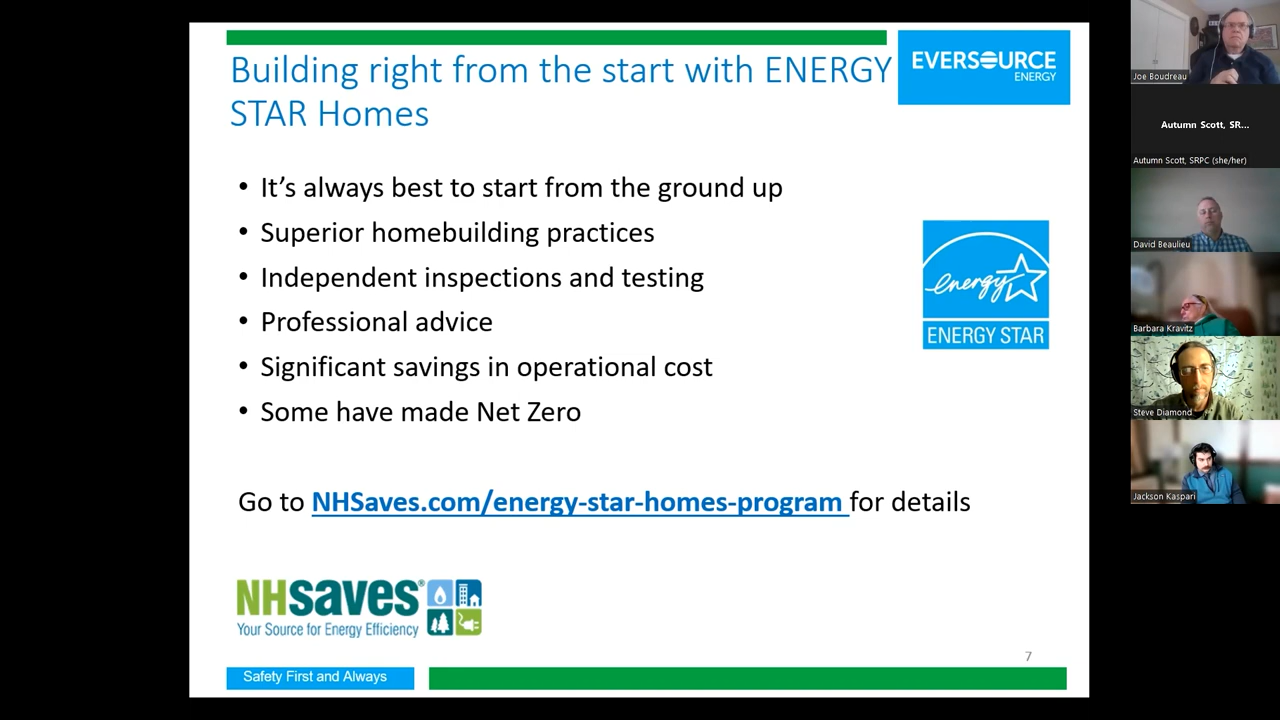 Building right from the start with ENERGY
STAR Homes
EVERSOURCE
ENERGY
• It’s always best to start from the ground up
• Superior homebuilding practices
• Independent inspections and testing
• Professional advice
• Significant savings in operational cost
• Some have made Net Zero
energy
ENERGY STAR
Go to NHSaves.com/energy-star-homes-program for details
NHsaves®
Your Source for Energy Efficiency
7
Safety First and Always
Joe Boudreau
Autumn Scott, SR...
Autumn Scott, SRPC (she/her)
David Beaulieu
Barbara Kravitz
Steve Diamond
Jackson Kaspari